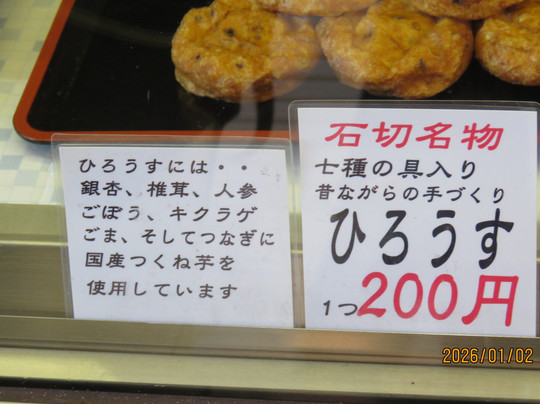 ひろうすには・・
銀杏、椎茸、人参
ごぼう、キクラゲ
ごま、そしてつなぎに
国産つくね芋を
使用しています
石切名物
七種の具入り
昔ながらの手づくり
ひろうす
1つ200円
2026/01/02